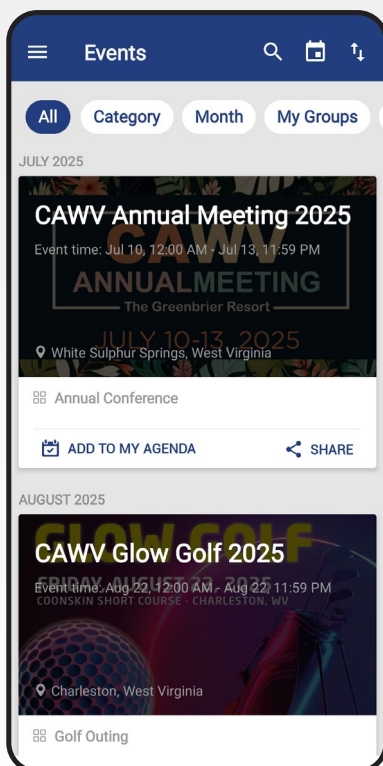 Events
All Category Month My Groups
JULY 2025
CAWV Annual Meeting 2025
CAWV
Event time: Jul 10, 12:00 AM - Jul 13, 11:59 PM
ANNUALMEETING
The Greenbrier Resort
JULY 10-13, 2025
White Sulphur Springs, West Virginia
Annual Conference
ADD TO MY AGENDA SHARE
AUGUST 2025
GLOW GOLF
CAWV Glow Golf 2025
FRIDAY, AUGUST 22, 2025
Event time: Aug 22, 12:00 AM - Aug 22, 11:59 PM
COONSKIN SHORT COURSE - CHARLESTON, WV
Charleston, West Virginia
Golf Outing